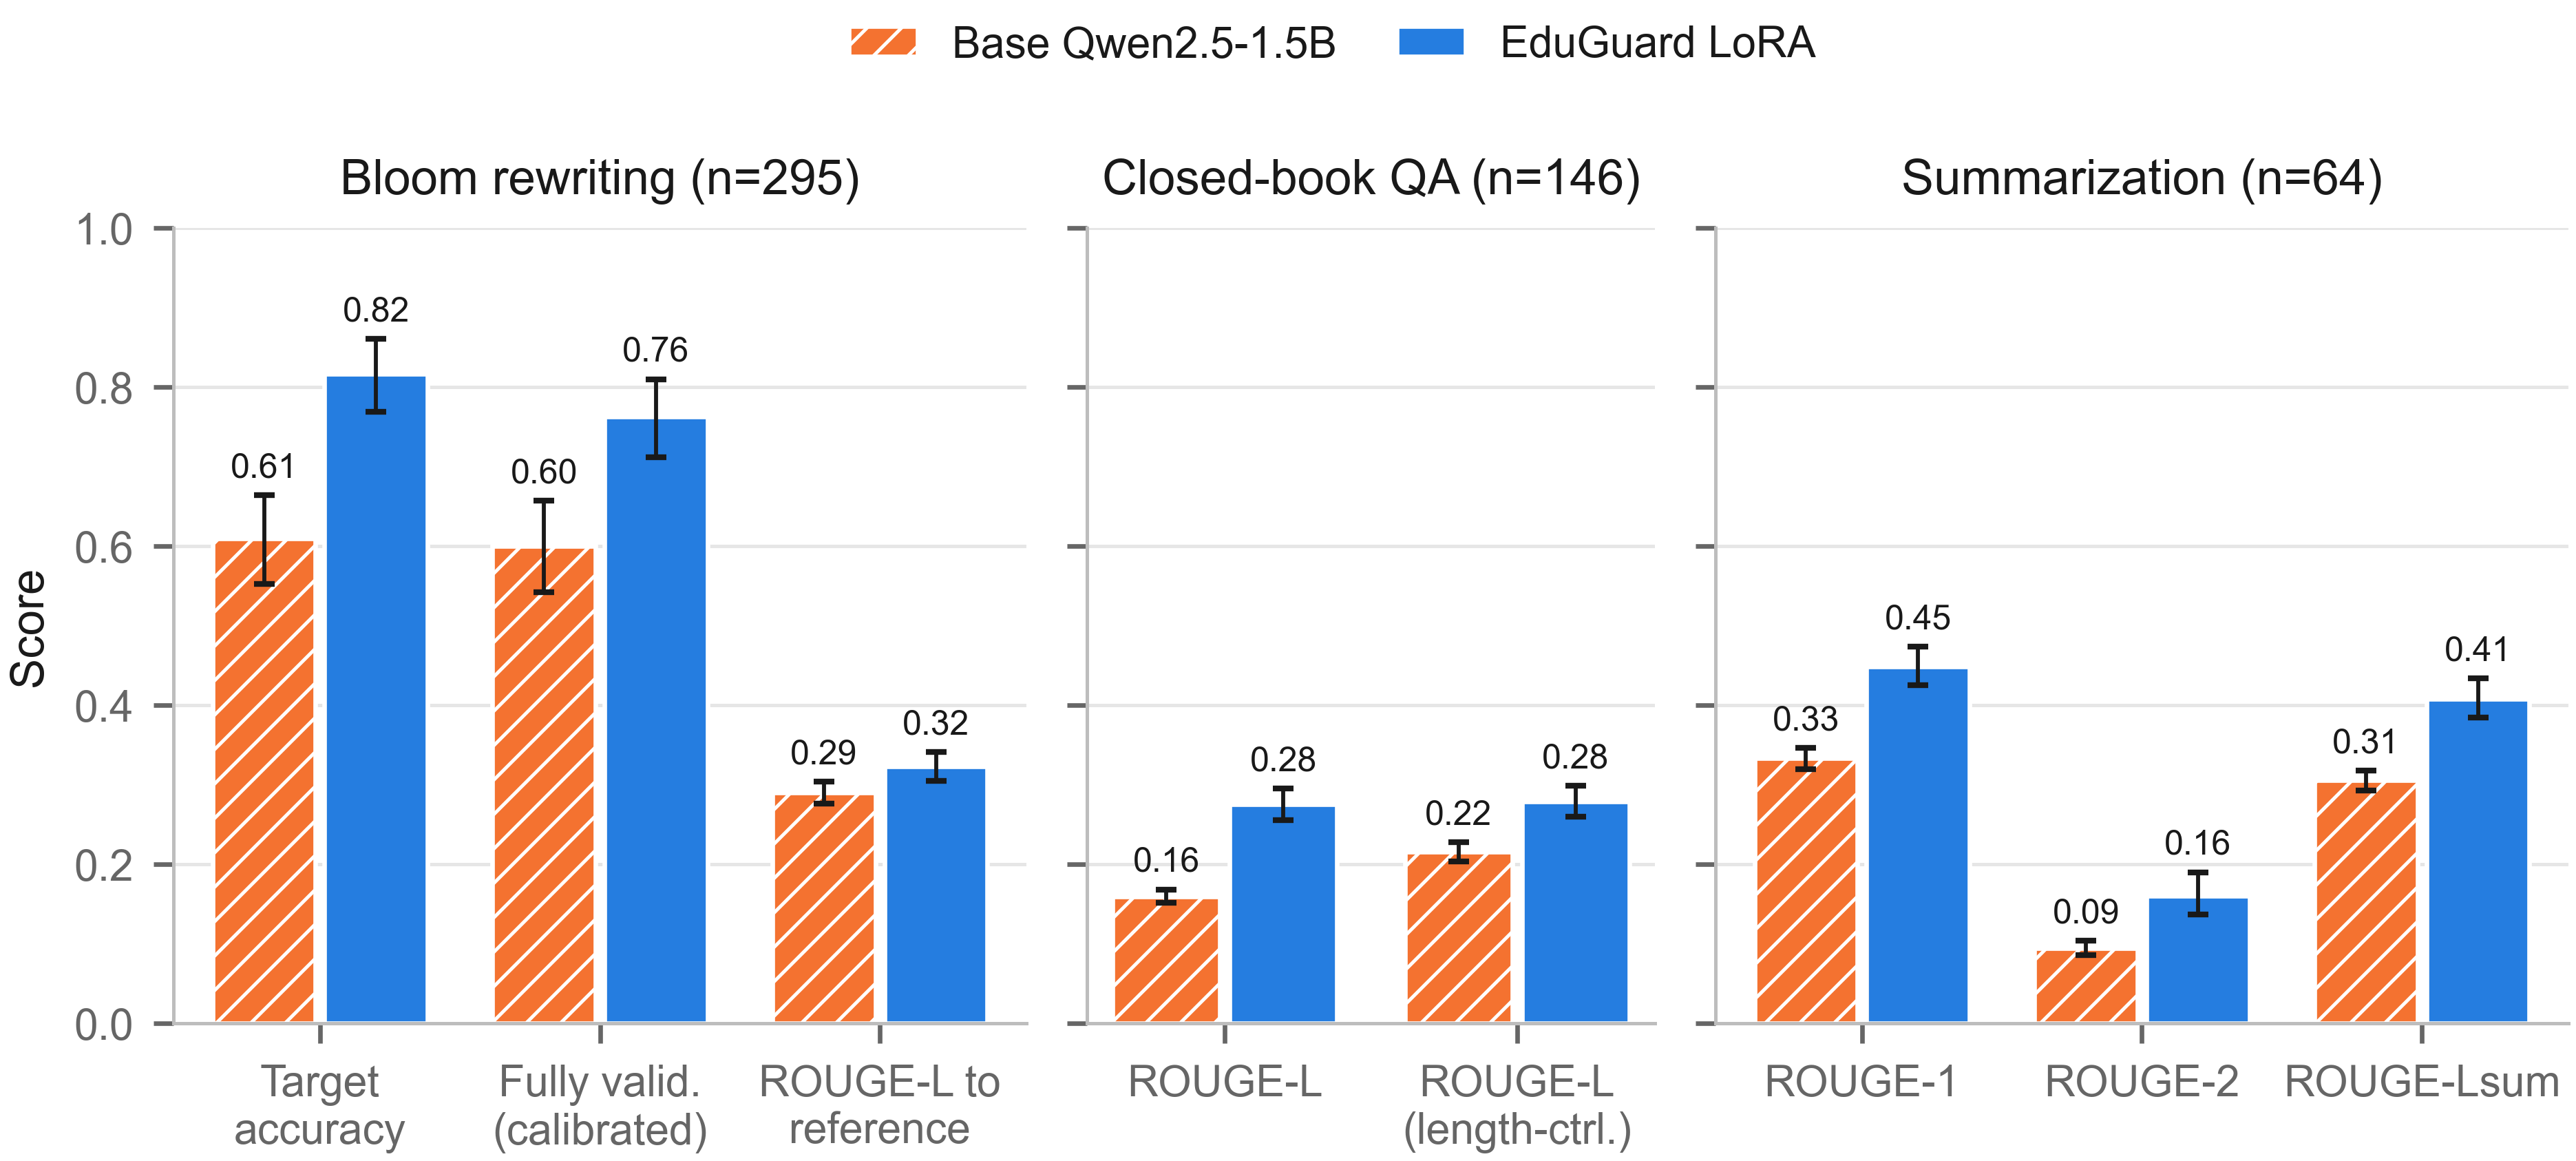 Base Qwen2.5-1.5B EduGuard LoRA
Bloom rewriting (n=295) Closed-book QA (n=146) Summarization (n=64)
Score
1.0
0.8
0.6
0.4
0.2
0.0
0.61
0.82
0.60
0.76
0.29
0.32
0.16
0.28
0.22
0.28
0.33
0.45
0.09
0.16
0.31
0.41
Target
accuracy
Fully valid.
(calibrated)
ROUGE-L to
reference
ROUGE-L
ROUGE-L
(length-ctrl.)
ROUGE-1
ROUGE-2
ROUGE-Lsum